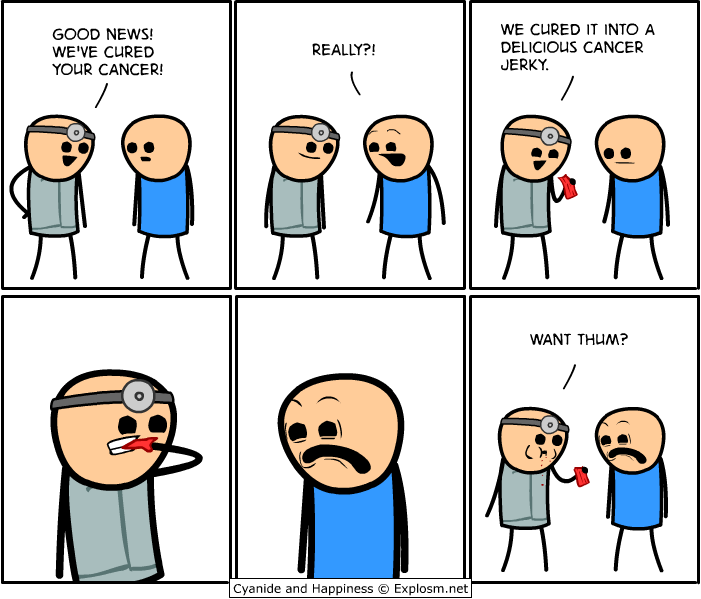 GOOD NEWS!
WE'VE CURED
YOUR CANCER!
REALLY?!
WE CURED IT INTO A
DELICIOUS CANCER
JERKY.
WANT THUM?
Cyanide and Happiness © Explosm.net